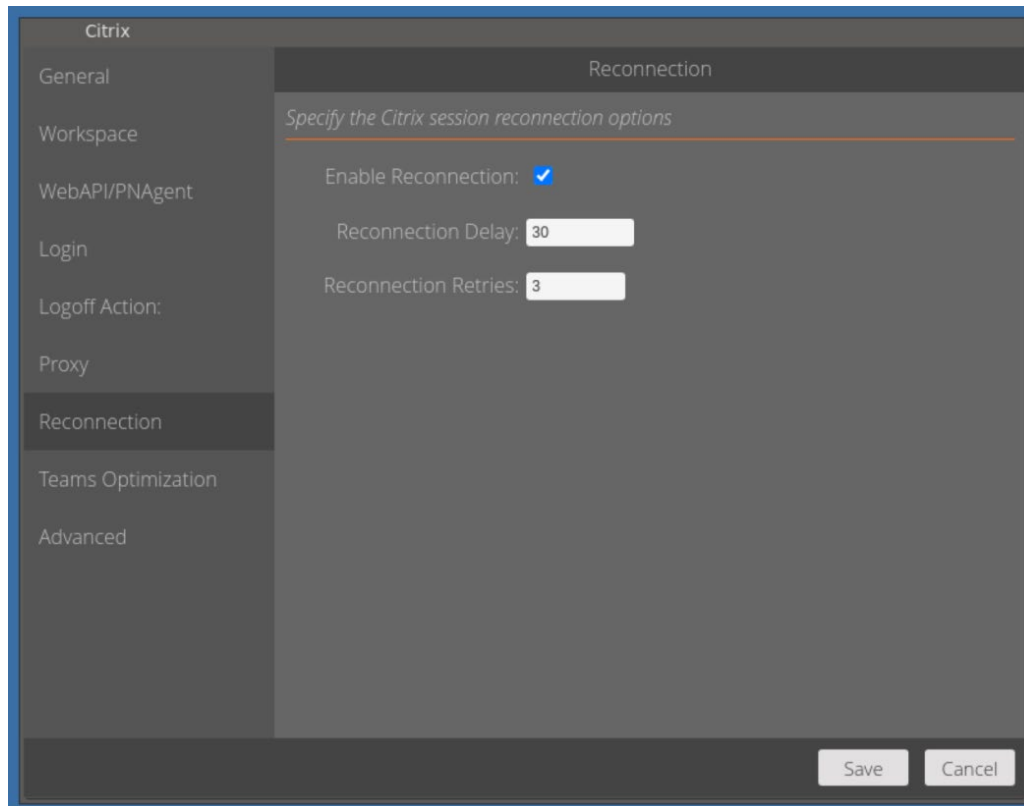 Citrix
General
Workspace
WebAPI/PNAgent
Login
Logoff Action:
Proxy
Reconnection
Teams Optimization
Advanced
Reconnection
Specify the Citrix session reconnection options
Enable Reconnection:
Reconnection Delay: 30
Reconnection Retries: 3
Save Cancel